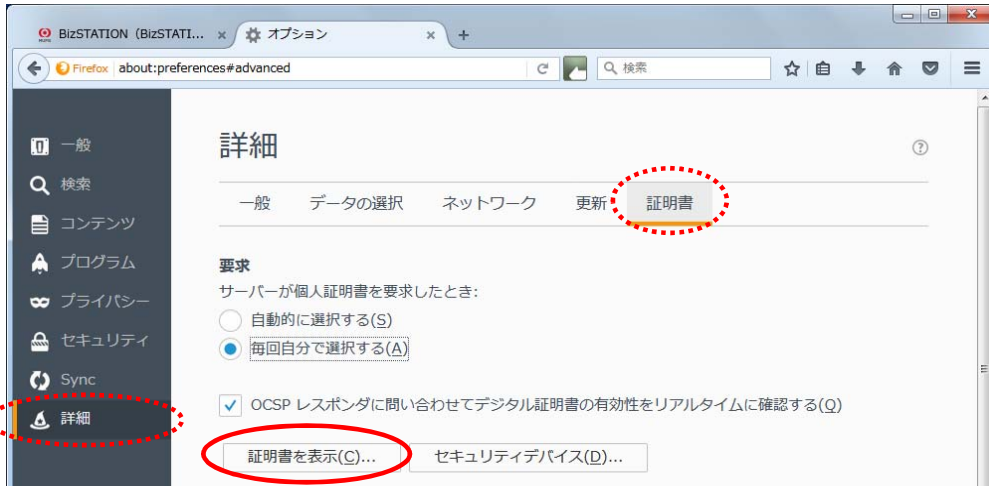 BizSTATION（BizSTATI...
オプション
Firefox
about:preferences#advanced
検索
一般
検索
コンテンツ
プログラム
プライバシー
セキュリティ
Sync
詳細
詳細
一般 データの選択 ネットワーク 更新 証明書
要求
サーバーが個人証明書を要求したとき:
自動的に選択する(S)
毎回自分で選択する(A)
OCSP レスポンダに問い合わせてデジタル証明書の有効性をリアルタイムに確認する(Q)
証明書を表示(C)... セキュリティデバイス(D)...